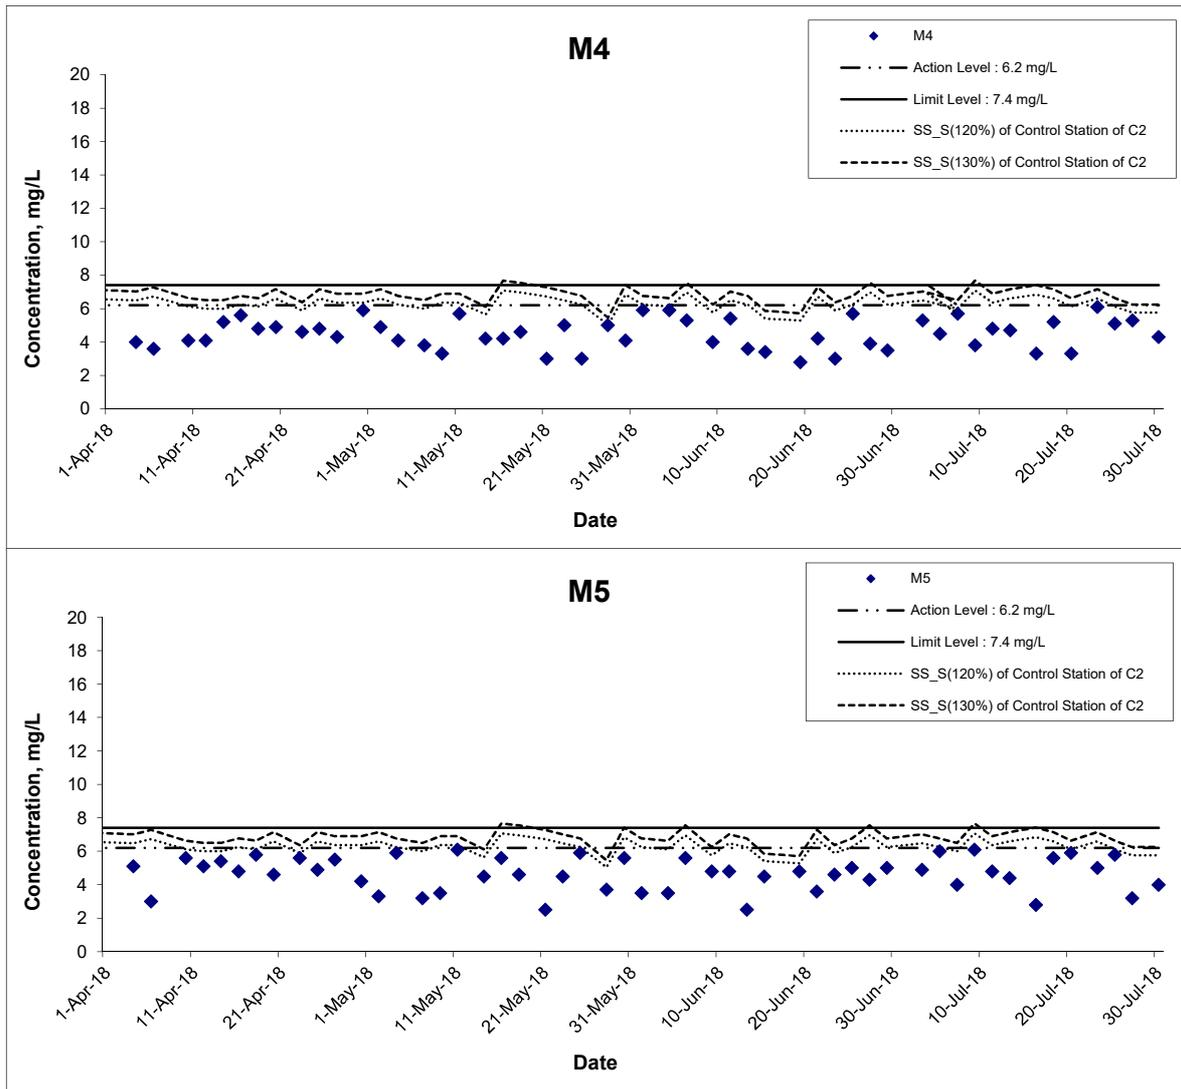 M4
M4
Action Level : 6.2 mg/L
Limit Level : 7.4 mg/L
SS_S(120%) of Control Station of C2
SS_S(130%) of Control Station of C2
Concentration, mg/L
20
18
16
14
12
10
8
6
4
2
0
1-Apr-18
11-Apr-18
21-Apr-18
1-May-18
11-May-18
21-May-18
31-May-18
10-Jun-18
20-Jun-18
30-Jun-18
10-Jul-18
20-Jul-18
30-Jul-18
Date
M5
M5
Action Level : 6.2 mg/L
Limit Level : 7.4 mg/L
SS_S(120%) of Control Station of C2
SS_S(130%) of Control Station of C2
Concentration, mg/L
20
18
16
14
12
10
8
6
4
2
0
1-Apr-18
11-Apr-18
21-Apr-18
1-May-18
11-May-18
21-May-18
31-May-18
10-Jun-18
20-Jun-18
30-Jun-18
10-Jul-18
20-Jul-18
30-Jul-18
Date